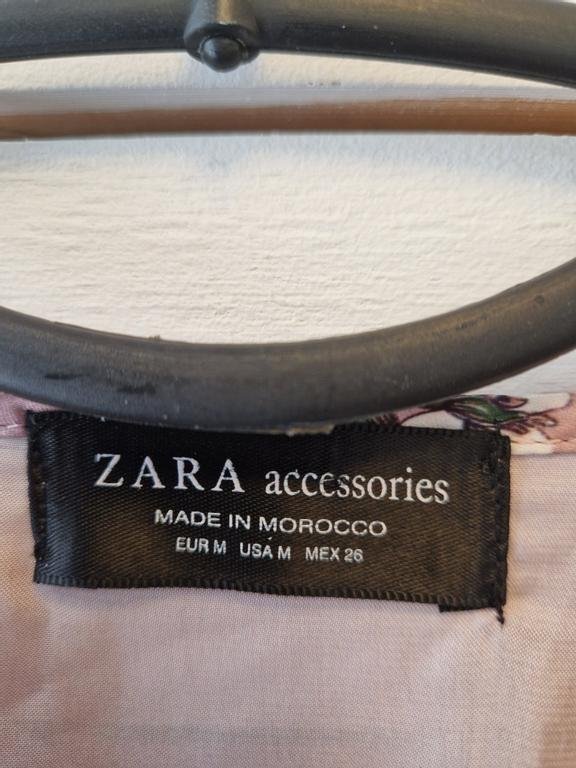 ZARA accessories
MADE IN MOROCCO
EUR M USA M MEX 26